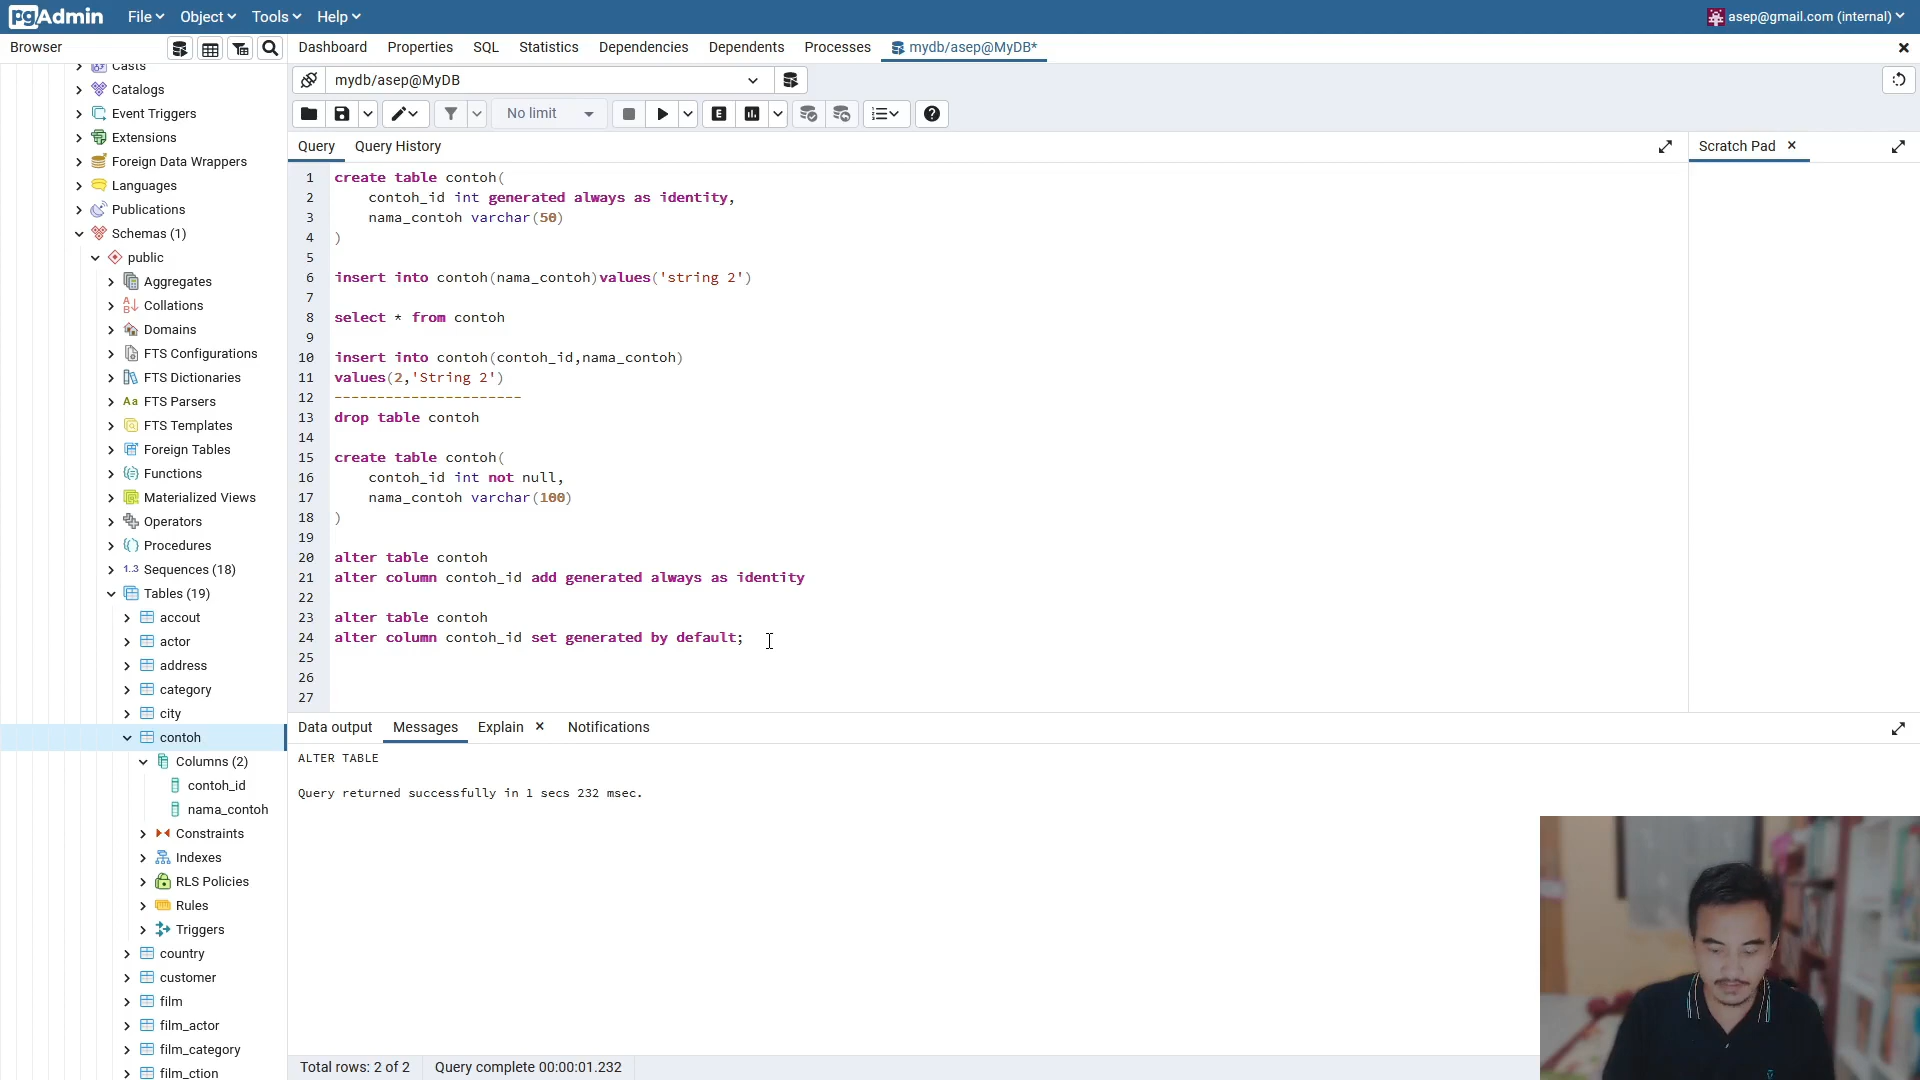 pgAdmin File Object Tools Help asep@gmail.com (internal)
Browser Dashboard Properties SQL Statistics Dependencies Dependents Processes mydb/asep@MyDB*
mydb/asep@MyDB
No limit E
Query Query History Scratch Pad
Casts
Catalogs
Event Triggers
Extensions
Foreign Data Wrappers
Languages
Publications
Schemas (1)
public
Aggregates
Collations
Domains
FTS Configurations
FTS Dictionaries
Aa FTS Parsers
FTS Templates
Foreign Tables
Functions
Materialized Views
Operators
Procedures
1..3 Sequences (18)
Tables (19)
accout
actor
address
category
city
contoh
Columns (2)
contoh_id
nama_contoh
Constraints
Indexes
RLS Policies
Rules
Triggers
country
customer
film
film_actor
film_category
film_ction
1 create table contoh(
2 contoh_id int generated always as identity,
3 nama_contoh varchar(50)
4 )
5
6 insert into contoh(nama_contoh)values('string 2')
7
8 select * from contoh
9
10 insert into contoh(contoh_id,nama_contoh)
11 values(2,'String 2')
12 ----------------------
13 drop table contoh
14
15 create table contoh(
16 contoh_id int not null,
17 nama_contoh varchar(100)
18 )
19
20 alter table contoh
21 alter column contoh_id add generated always as identity
22
23 alter table contoh
24 alter column contoh_id set generated by default;
25
26
27
Data output Messages Explain Notifications
ALTER TABLE
Query returned successfully in 1 secs 232 msec.
Total rows: 2 of 2 Query complete 00:00:01.232